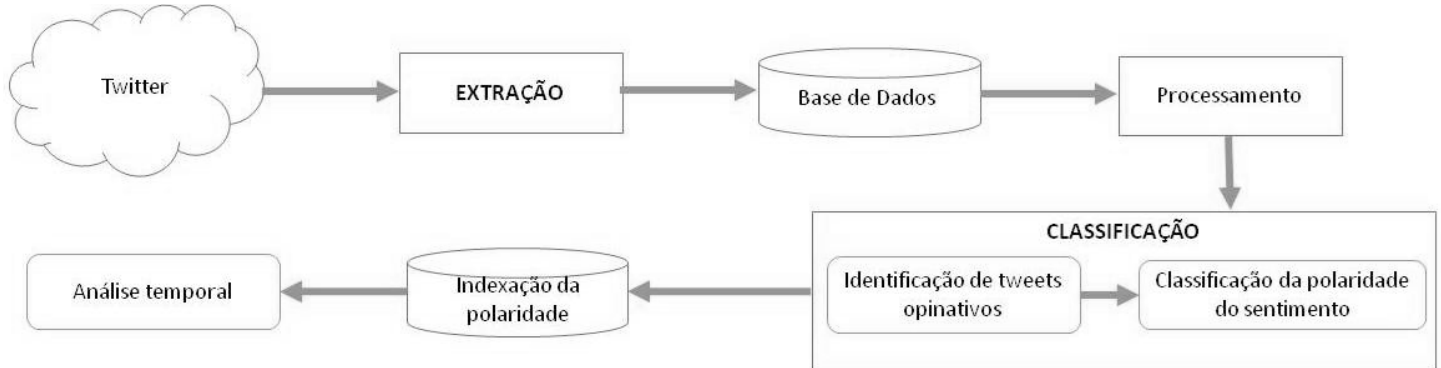 Twitter
EXTRAÇÃO
Base de Dados
Processamento
CLASSIFICAÇÃO
Identificação de tweets
opinativos
Classificação da polaridade
do sentimento
Indexação da
polaridade
Análise temporal